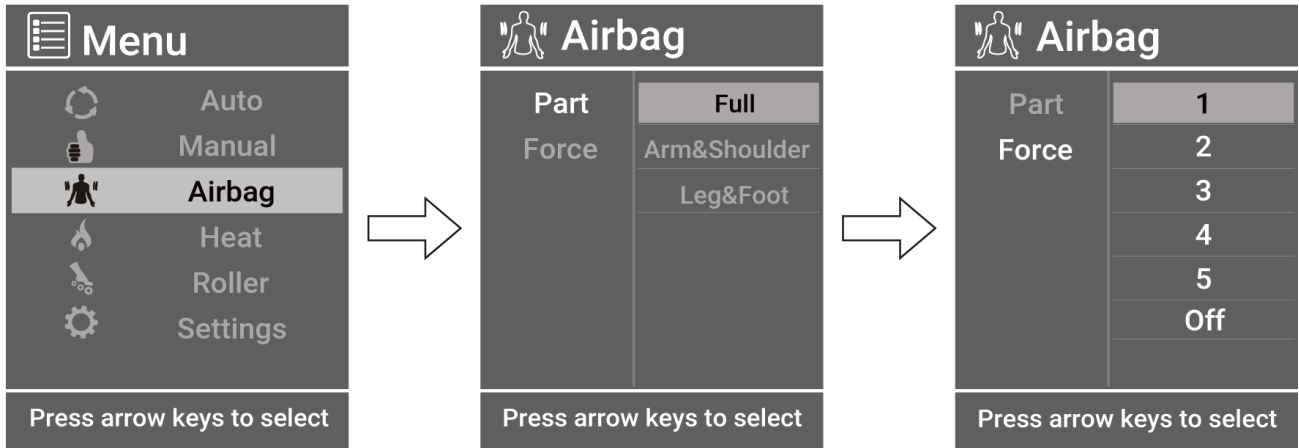 Menu
Auto
Manual
Airbag
Heat
Roller
Settings
Press arrow keys to select
Airbag
Part
Full
Force
Arm&Shoulder
Leg&Foot
Press arrow keys to select
Airbag
Part
1
Force
2
3
4
5
Off
Press arrow keys to select